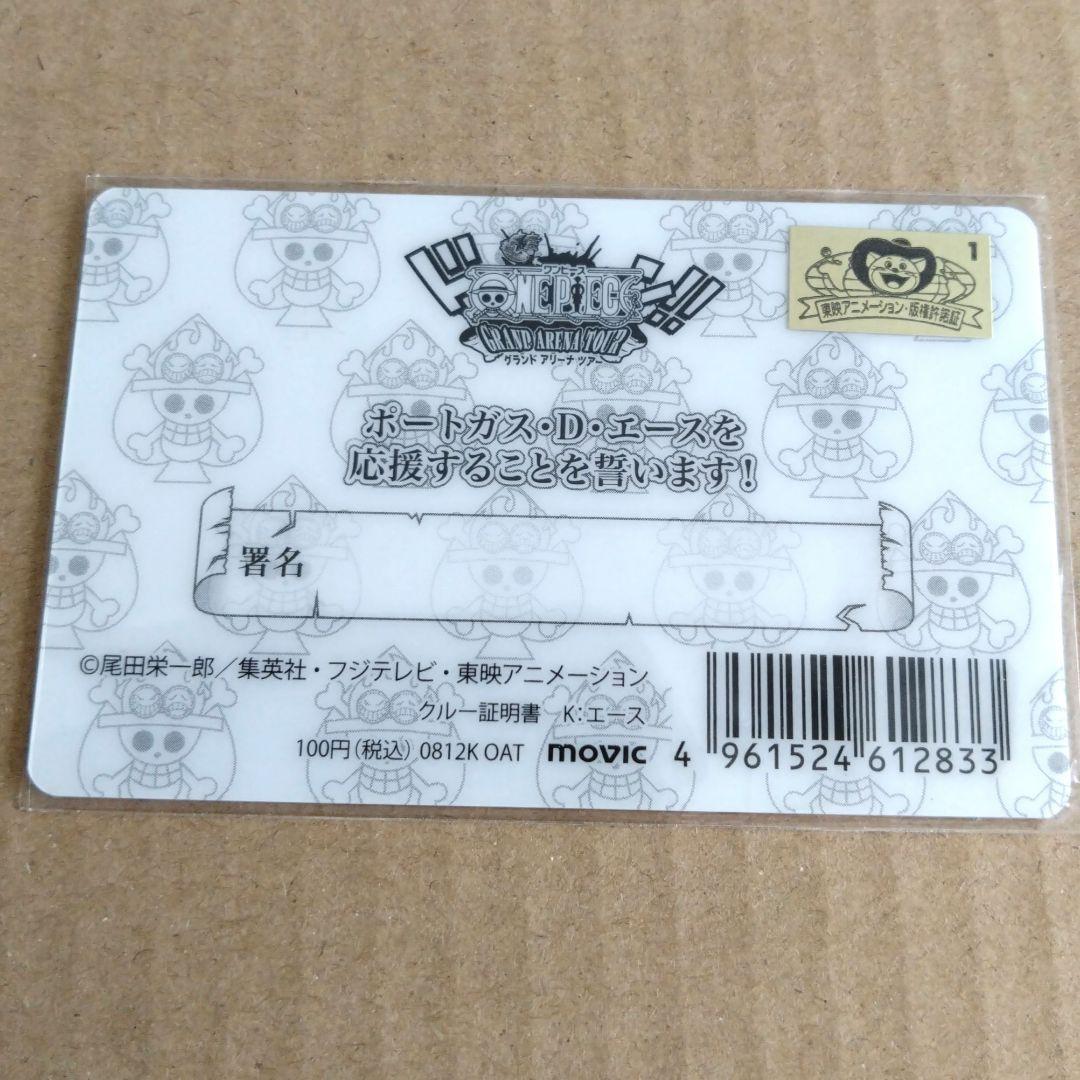 ドン!!
ワンピース
ONE PIECE
GRAND ARENA TOUR
グランド アリーナ ツアー
1
東映アニメーション・版権許諾証
ポートガス・D・エースを
応援することを誓います!
署名
©尾田栄一郎/集英社・フジテレビ・東映アニメーション
クルー証明書 K:エース
100円(税込) 0812K OAT movic
4 961524 612833